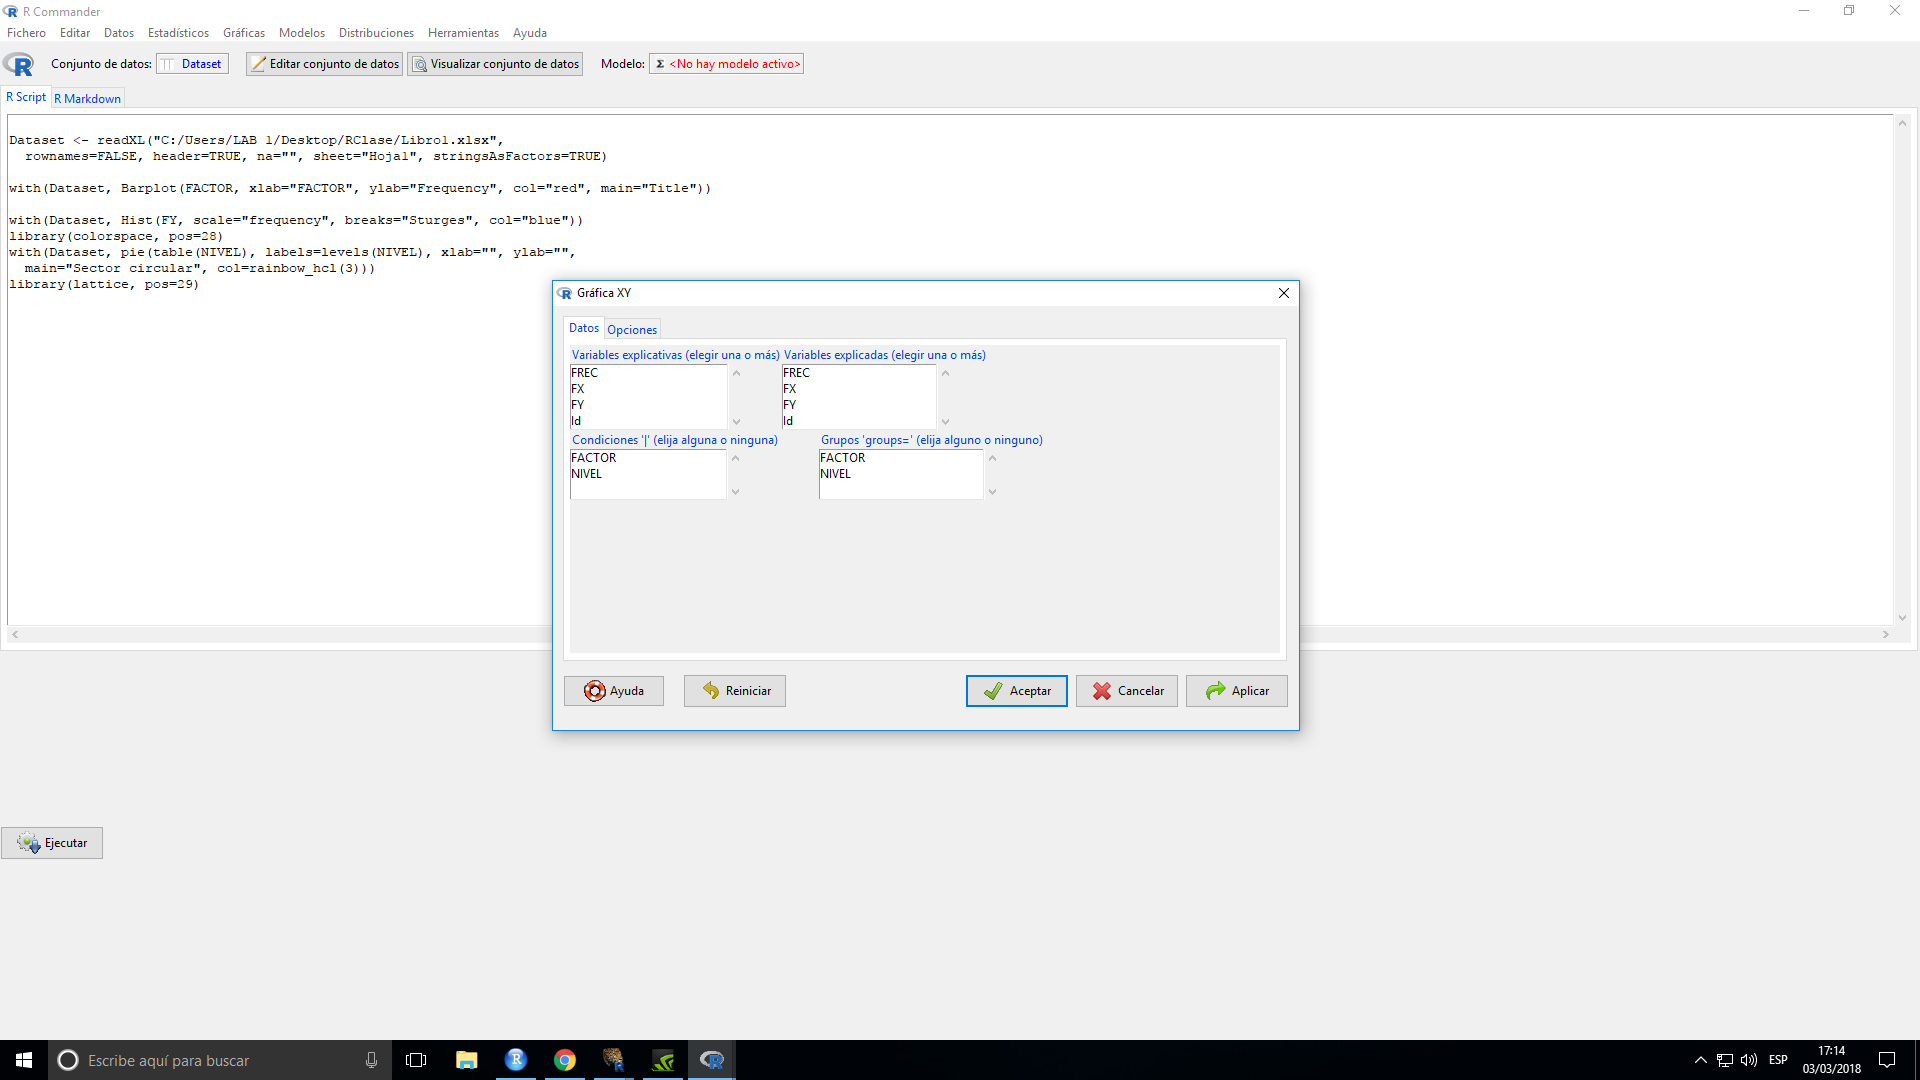 R Commander
Fichero Editar Datos Estadísticos Gráficas Modelos Distribuciones Herramientas Ayuda
Conjunto de datos: Dataset Editar conjunto de datos Visualizar conjunto de datos Modelo: Σ <No hay modelo activo>
R Script R Markdown
Dataset <- readXL("C:/Users/LAB 1/Desktop/RClase/Libro1.xlsx",
rownames=FALSE, header=TRUE, na="", sheet="Hoja1", stringsAsFactors=TRUE)
with(Dataset, Barplot(FACTOR, xlab="FACTOR", ylab="Frequency", col="red", main="Title"))
with(Dataset, Hist(FY, scale="frequency", breaks="Sturges", col="blue"))
library(colorspace, pos=28)
with(Dataset, pie(table(NIVEL), labels=levels(NIVEL), xlab="", ylab="",
main="Sector circular", col=rainbow_hcl(3)))
library(lattice, pos=29)
Gráfica XY
Datos Opciones
Variables explicativas (elegir una o más) Variables explicadas (elegir una o más)
FREC FREC
FX FX
FY FY
Id Id
Condiciones '|' (elija alguna o ninguna) Grupos 'groups=' (elija alguno o ninguno)
FACTOR FACTOR
NIVEL NIVEL
Ayuda Reiniciar Aceptar Cancelar Aplicar
Ejecutar
Escribe aquí para buscar
ESP
17:14
03/03/2018